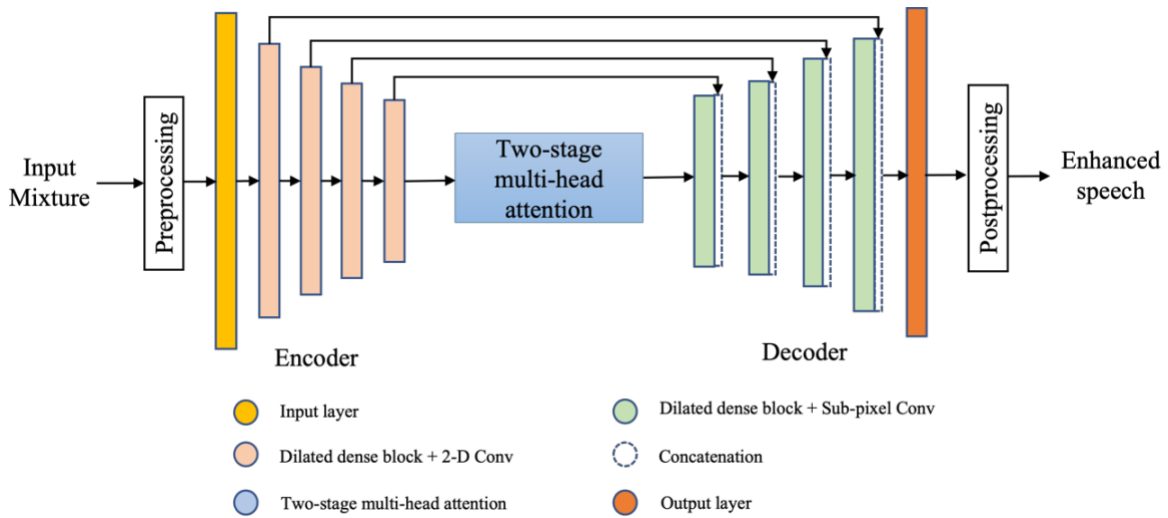 Input
Mixture
Preprocessing
Two-stage
multi-head
attention
Postprocessing
Enhanced
speech
Encoder
Decoder
Input layer
Dilated dense block + 2-D Conv
Two-stage multi-head attention
Dilated dense block + Sub-pixel Conv
Concatenation
Output layer